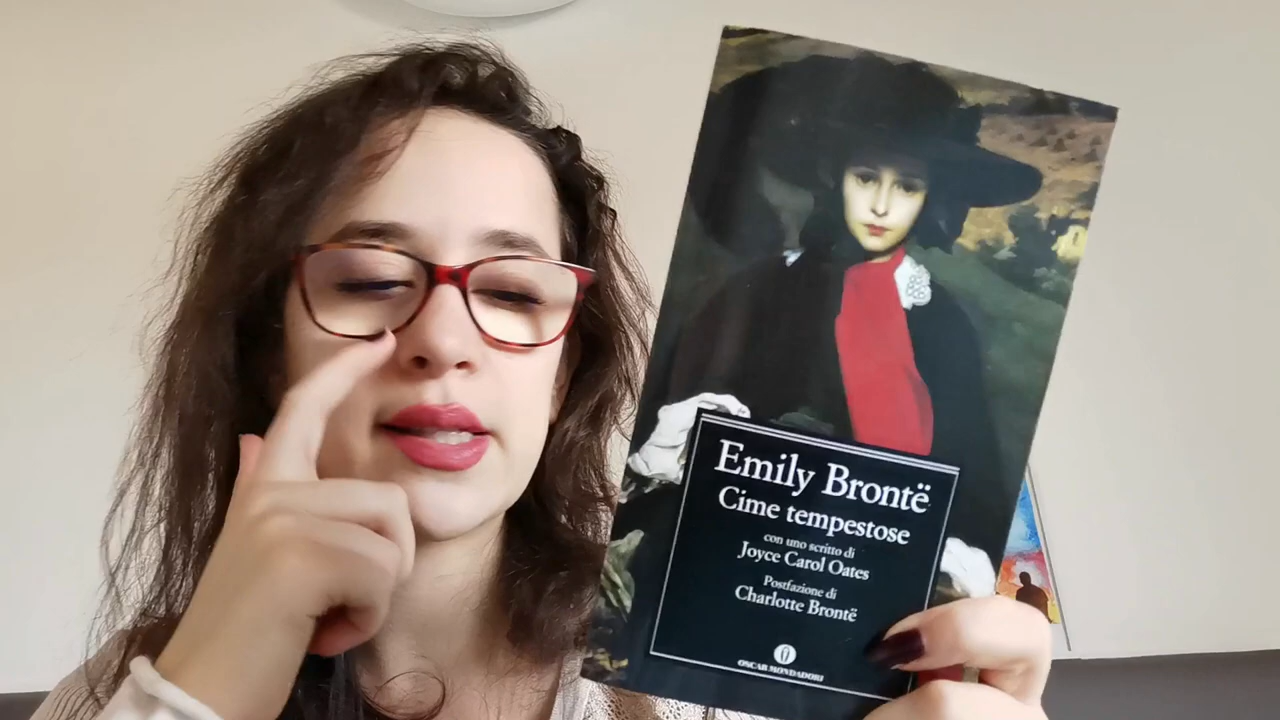 Emily Brontë
Cime tempestose
con uno scritto di
Joyce Carol Oates
Postfazione di
Charlotte Brontë
OSCAR MONDADORI